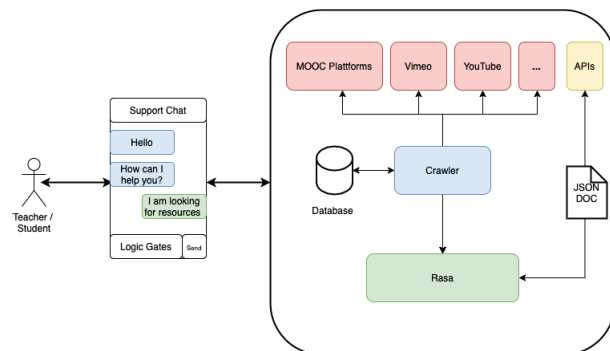 MOOC Plattforms
Vimeo
YouTube
...
APIs
Support Chat
Hello
How can I
help you?
I am looking
for resources
Logic Gates
Send
Teacher /
Student
Database
Crawler
JSON
DOC
Rasa